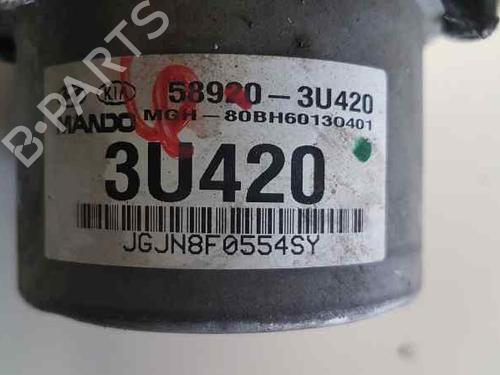 KIA 58920-3U420
MANDO MGH-80BH60130401
3U420
JGJN8F0554SY
B-PARTS